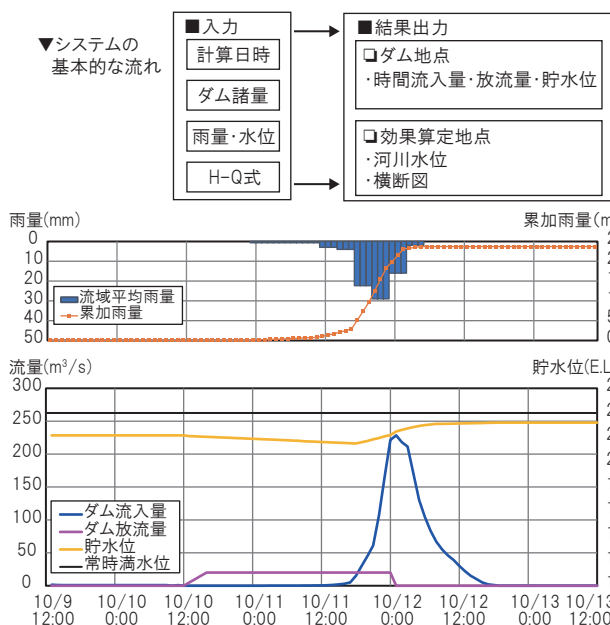 ▼システムの
基本的な流れ
■入力
計算日時
ダム諸量
雨量・水位
H-Q式
■結果出力
❏ダム地点
・時間流入量・放流量・貯水位
❏効果算定地点
・河川水位
・横断図
雨量(mm)
累加雨量(m
0
10
20
30
40
50
流域平均雨量
累加雨量
流量(m³/s)
貯水位(E.L
300
250
200
150
100
50
0
ダム流入量
ダム放流量
貯水位
常時満水位
10/9 10/10 10/10 10/11 10/11 10/12 10/12 10/13 10/13
12:00 0:00 12:00 0:00 12:00 0:00 12:00 0:00 12:00